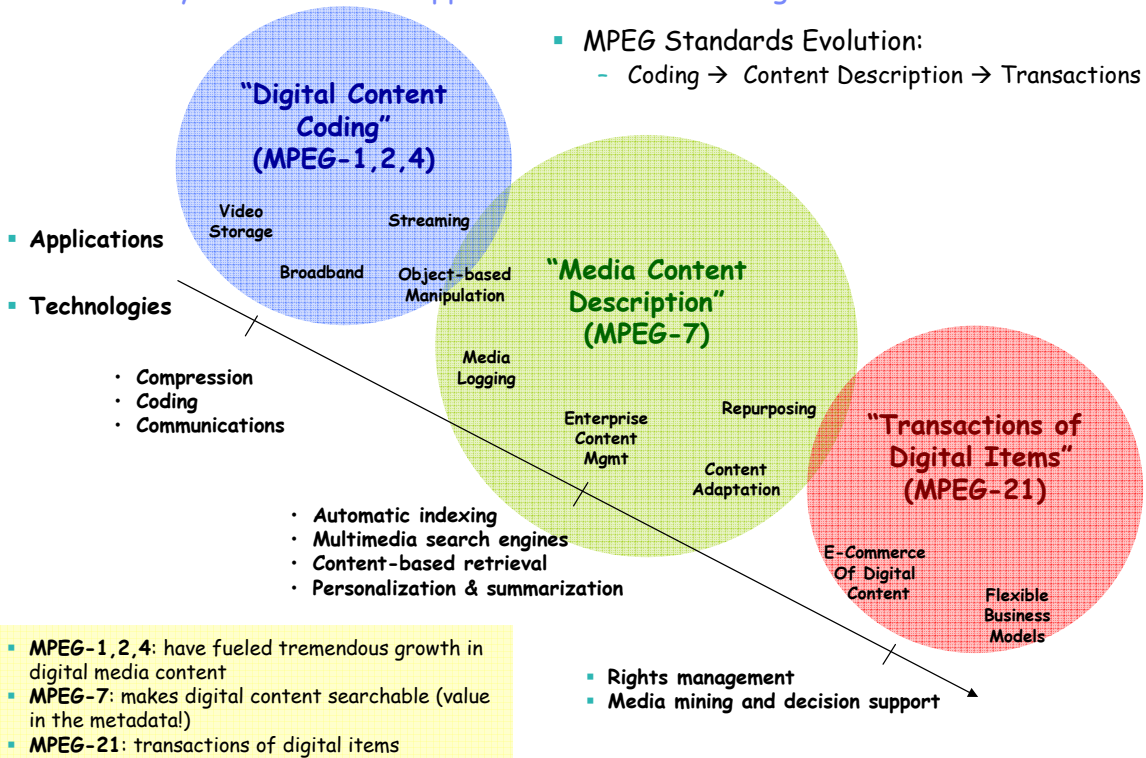 ▪ MPEG Standards Evolution:
– Coding → Content Description → Transactions
“Digital Content
Coding”
(MPEG-1,2,4)
Video
Storage
Streaming
Broadband
Object-based
Manipulation
▪ Applications
▪ Technologies
“Media Content
Description”
(MPEG-7)
Media
Logging
Enterprise
Content
Mgmt
Repurposing
Content
Adaptation
“Transactions of
Digital Items”
(MPEG-21)
E-Commerce
Of Digital
Content
Flexible
Business
Models
· Compression
· Coding
· Communications
· Automatic indexing
· Multimedia search engines
· Content-based retrieval
· Personalization & summarization
▪ Rights management
▪ Media mining and decision support
▪ MPEG-1,2,4: have fueled tremendous growth in
digital media content
▪ MPEG-7: makes digital content searchable (value
in the metadata!)
▪ MPEG-21: transactions of digital items